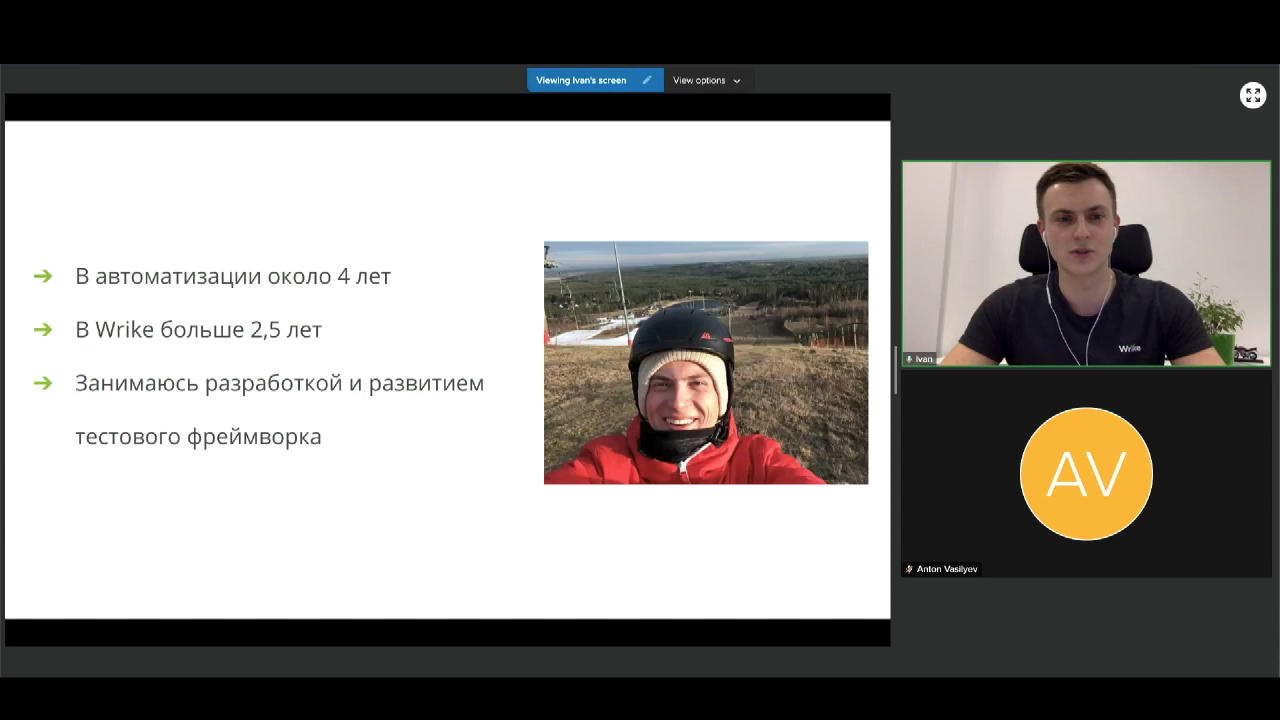 Viewing Ivan's screen
View options
В автоматизации около 4 лет
В Wrike больше 2,5 лет
Занимаюсь разработкой и развитием
тестового фреймворка
Wrike
Ivan
AV
Anton Vasilyev